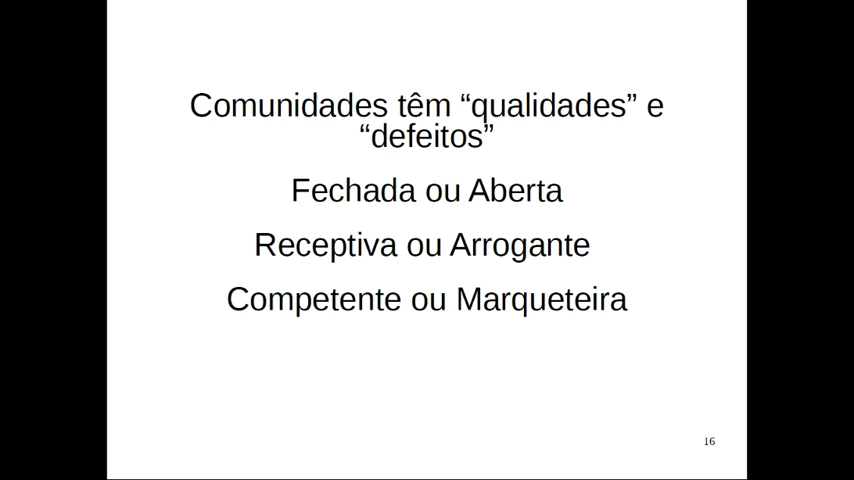 Comunidades têm “qualidades” e
“defeitos”
Fechada ou Aberta
Receptiva ou Arrogante
Competente ou Marqueteira
16